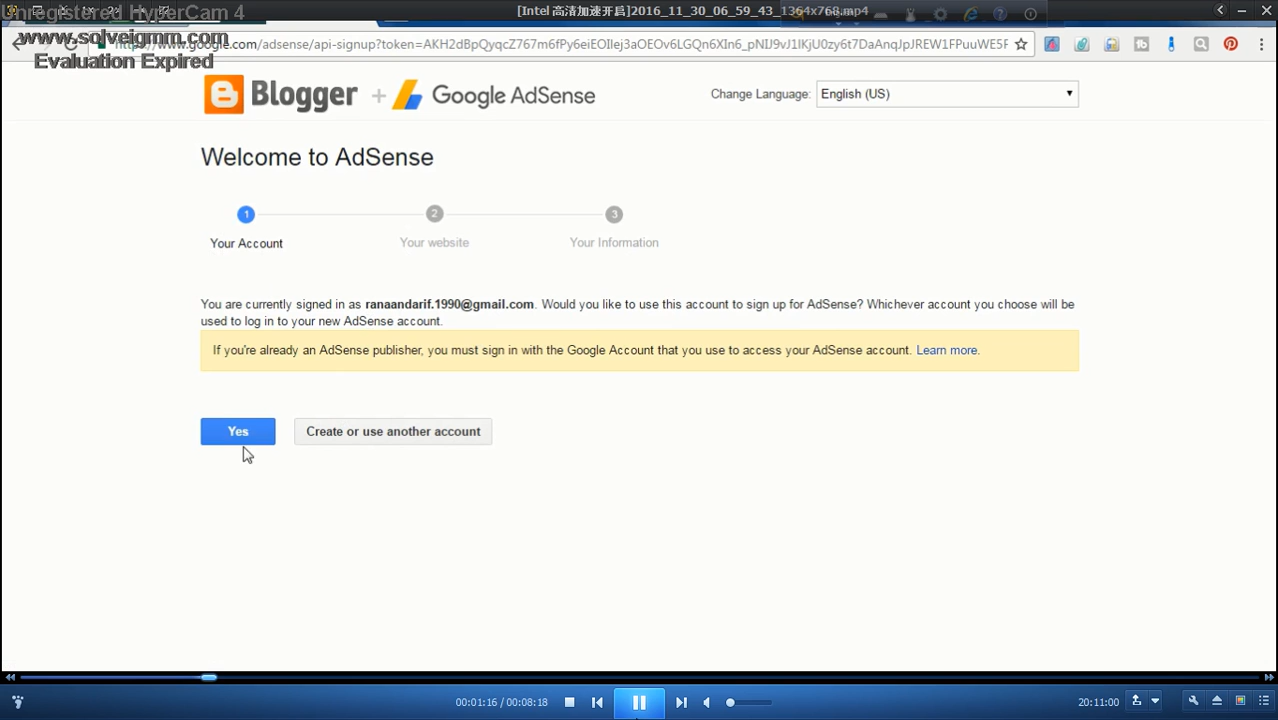 Unregistered HyperCam 4
[Intel 高清加速开启]2016_11_30_06_59_43_1364x768.mp4
www.solveigmm.com
Evaluation Expired
Blogger + Google AdSense
Change Language: English (US)
Welcome to AdSense
1 2 3
Your Account Your website Your Information
You are currently signed in as ranaandarif.1990@gmail.com. Would you like to use this account to sign up for AdSense? Whichever account you choose will be
used to log in to your new AdSense account.
If you're already an AdSense publisher, you must sign in with the Google Account that you use to access your AdSense account. Learn more.
Yes Create or use another account
00:01:16 / 00:08:18 20:11:00